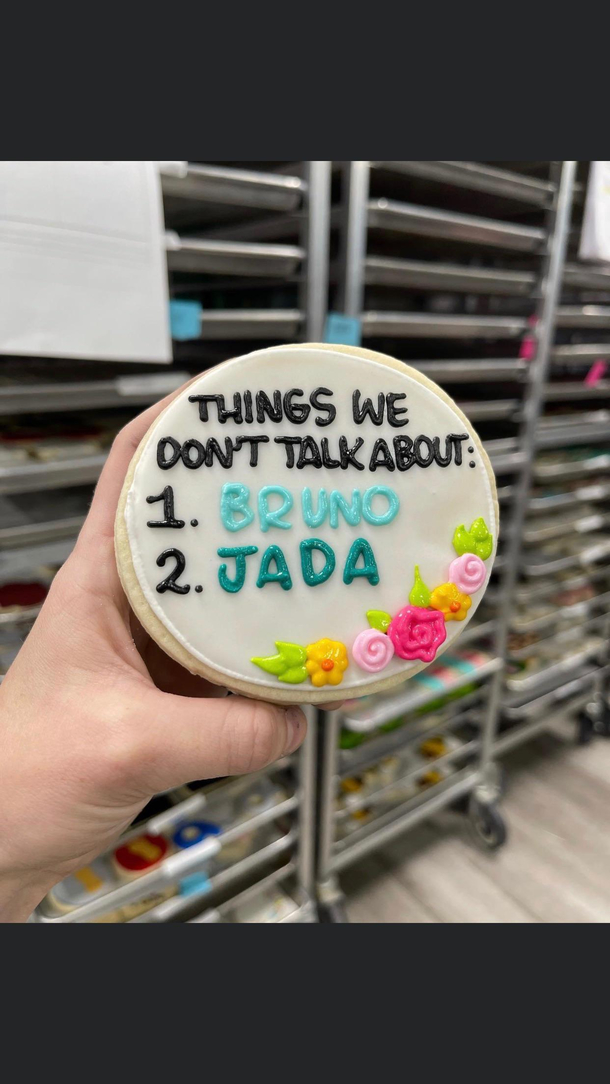 THINGS WE
DON'T TALK ABOUT:
1. BRUNO
2. JADA